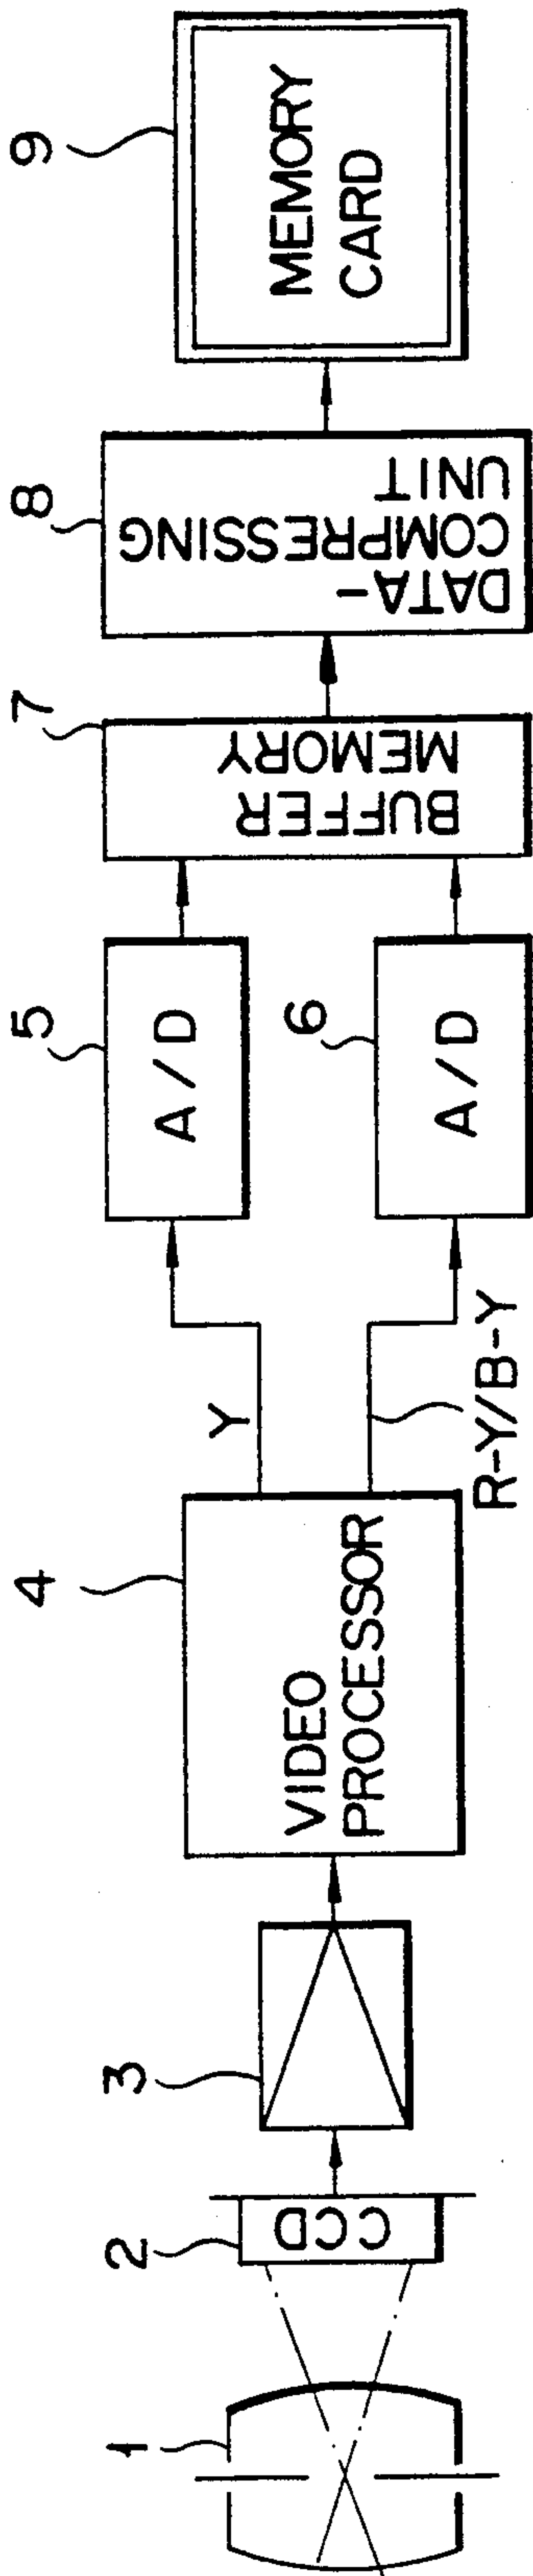 1
2
CCD
3
4
VIDEO
PROCESSOR
Y
R-Y/B-Y
5
A/D
6
A/D
7
BUFFER
MEMORY
8
DATA-
COMPRESSING
UNIT
9
MEMORY
CARD